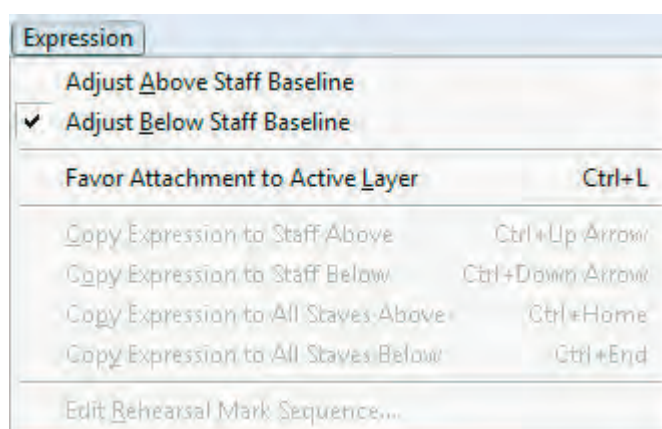 Expression
Adjust Above Staff Baseline
Adjust Below Staff Baseline
Favor Attachment to Active Layer Ctrl+L
Copy Expression to Staff Above Ctrl+Up Arrow
Copy Expression to Staff Below Ctrl+Down Arrow
Copy Expression to All Staves Above Ctrl+Home
Copy Expression to All Staves Below Ctrl+End
Edit Rehearsal Mark Sequence...